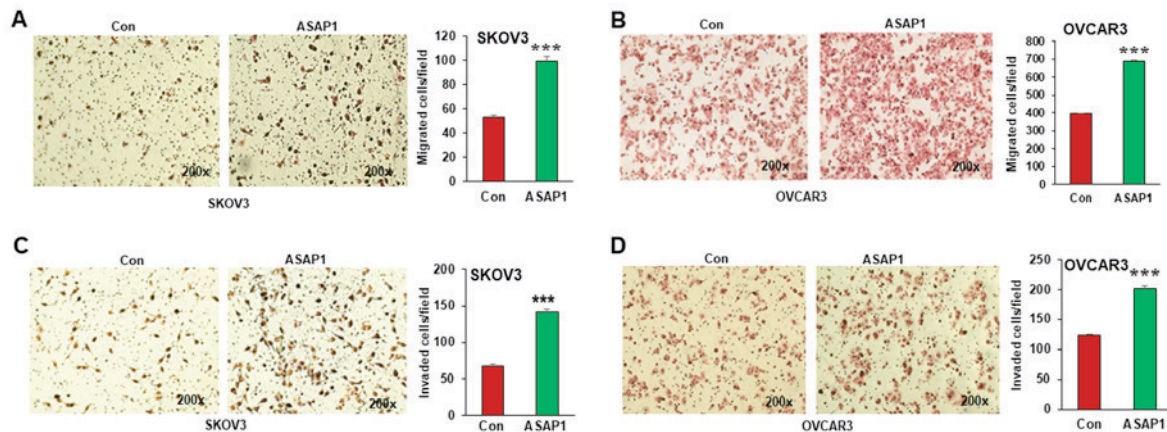 A
Con
ASAP1
200x
200x
SKOV3
SKOV3
Migrated cells/field
120
100
80
60
40
20
0
***
Con
ASAP1
B
Con
ASAP1
200x
200x
OVCAR3
OVCAR3
Migrated cells/field
800
700
600
500
400
300
200
100
0
***
Con
ASAP1
C
Con
ASAP1
200x
200x
SKOV3
SKOV3
Invaded cells/field
200
150
100
50
0
***
Con
ASAP1
D
Con
ASAP1
200x
200x
OVCAR3
OVCAR3
Invaded cells/field
250
200
150
100
50
0
***
Con
ASAP1